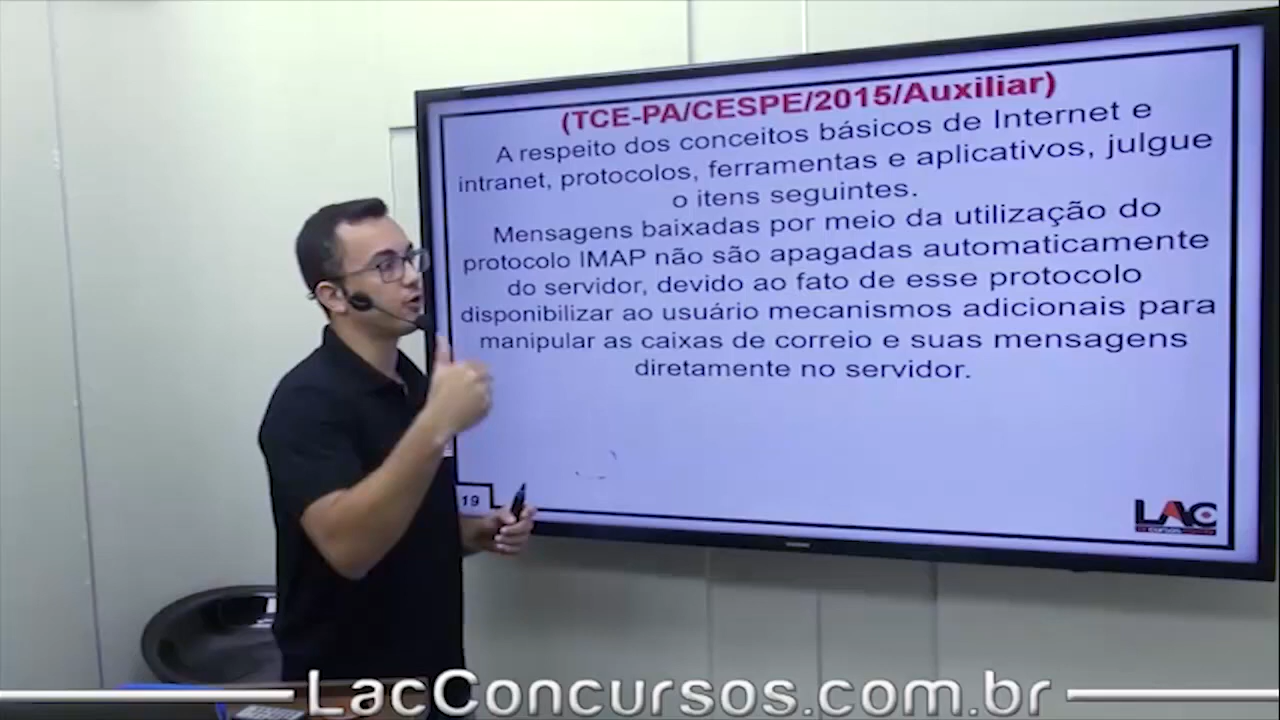 (TCE-PA/CESPE/2015/Auxiliar)
A respeito dos conceitos básicos de Internet e
intranet, protocolos, ferramentas e aplicativos, julgue
o itens seguintes.
Mensagens baixadas por meio da utilização do
protocolo IMAP não são apagadas automaticamente
do servidor, devido ao fato de esse protocolo
disponibilizar ao usuário mecanismos adicionais para
manipular as caixas de correio e suas mensagens
diretamente no servidor.
19
LAC
LacConcursos.com.br